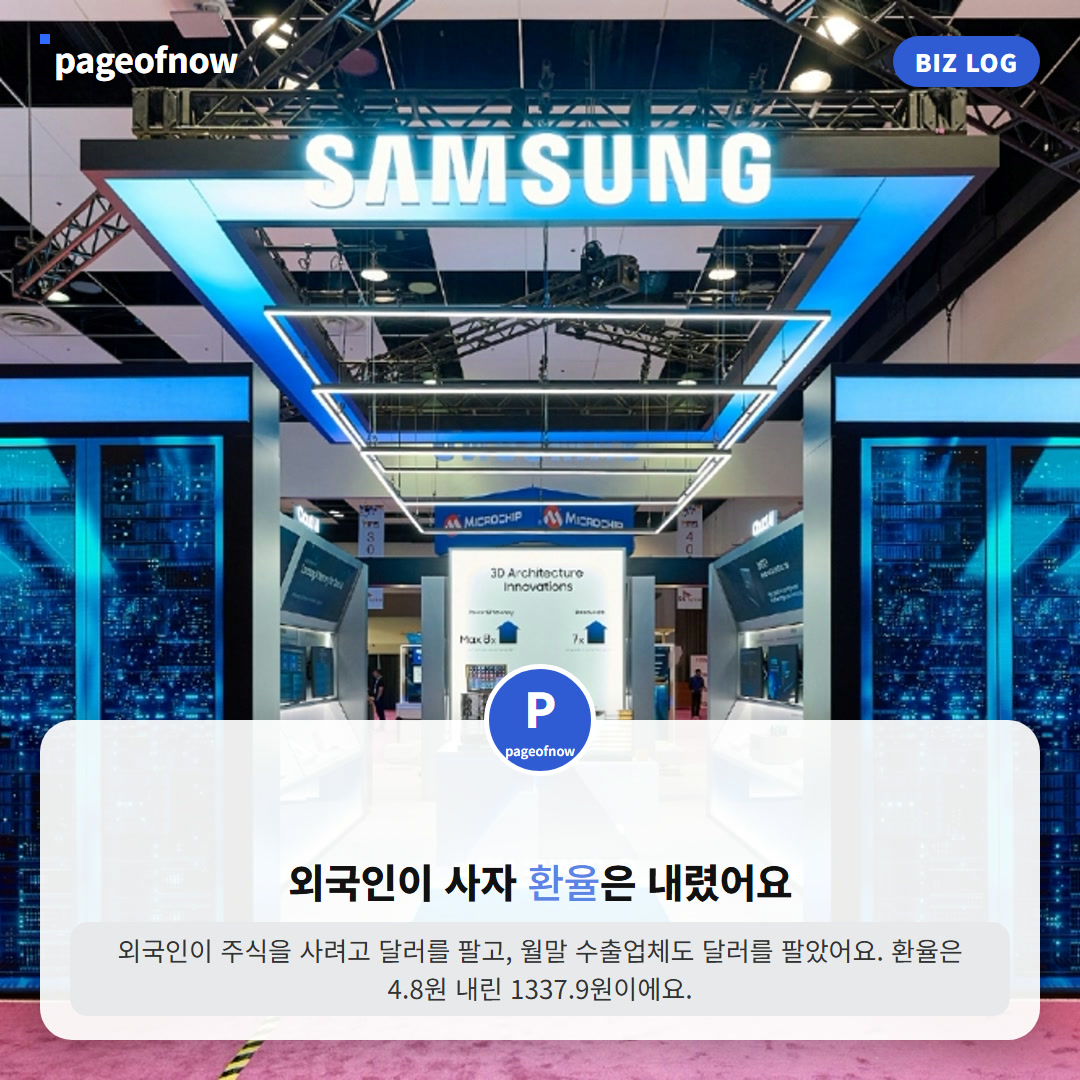 pageofnow
BIZ LOG
SAMSUNG
MICROCHIP
MICROCHIP
3D Architecture
Innovations
Max 8x
7x
P
pageofnow
외국인이 사자 환율은 내렸어요
외국인이 주식을 사려고 달러를 팔고, 월말 수출업체도 달러를 팔았어요. 환율은
4.8원 내린 1337.9원이에요.